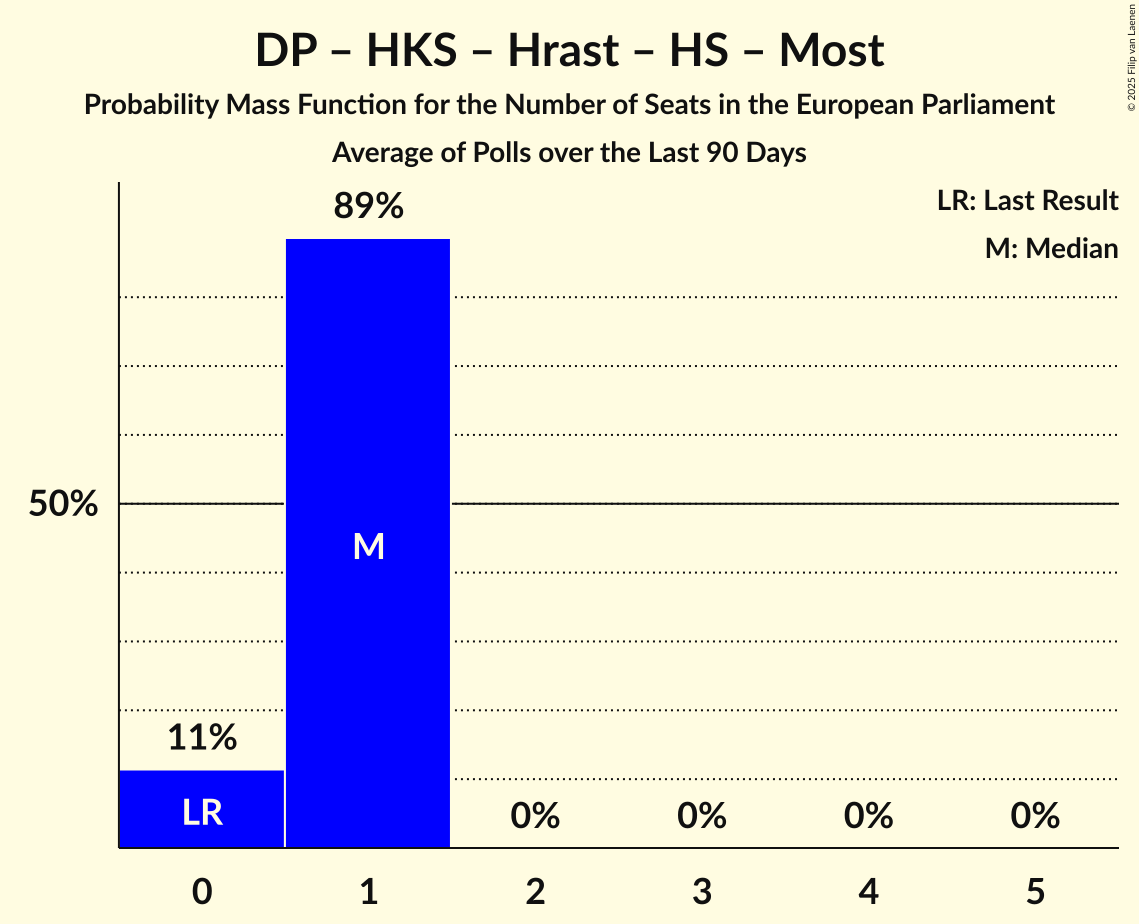 DP – HKS – Hrast – HS – Most
Probability Mass Function for the Number of Seats in the European Parliament
Average of Polls over the Last 90 Days
© 2025 Filip van Laenen
LR: Last Result
M: Median
89%
50%
M
11%
LR
0%
0%
0%
0%
0
1
2
3
4
5